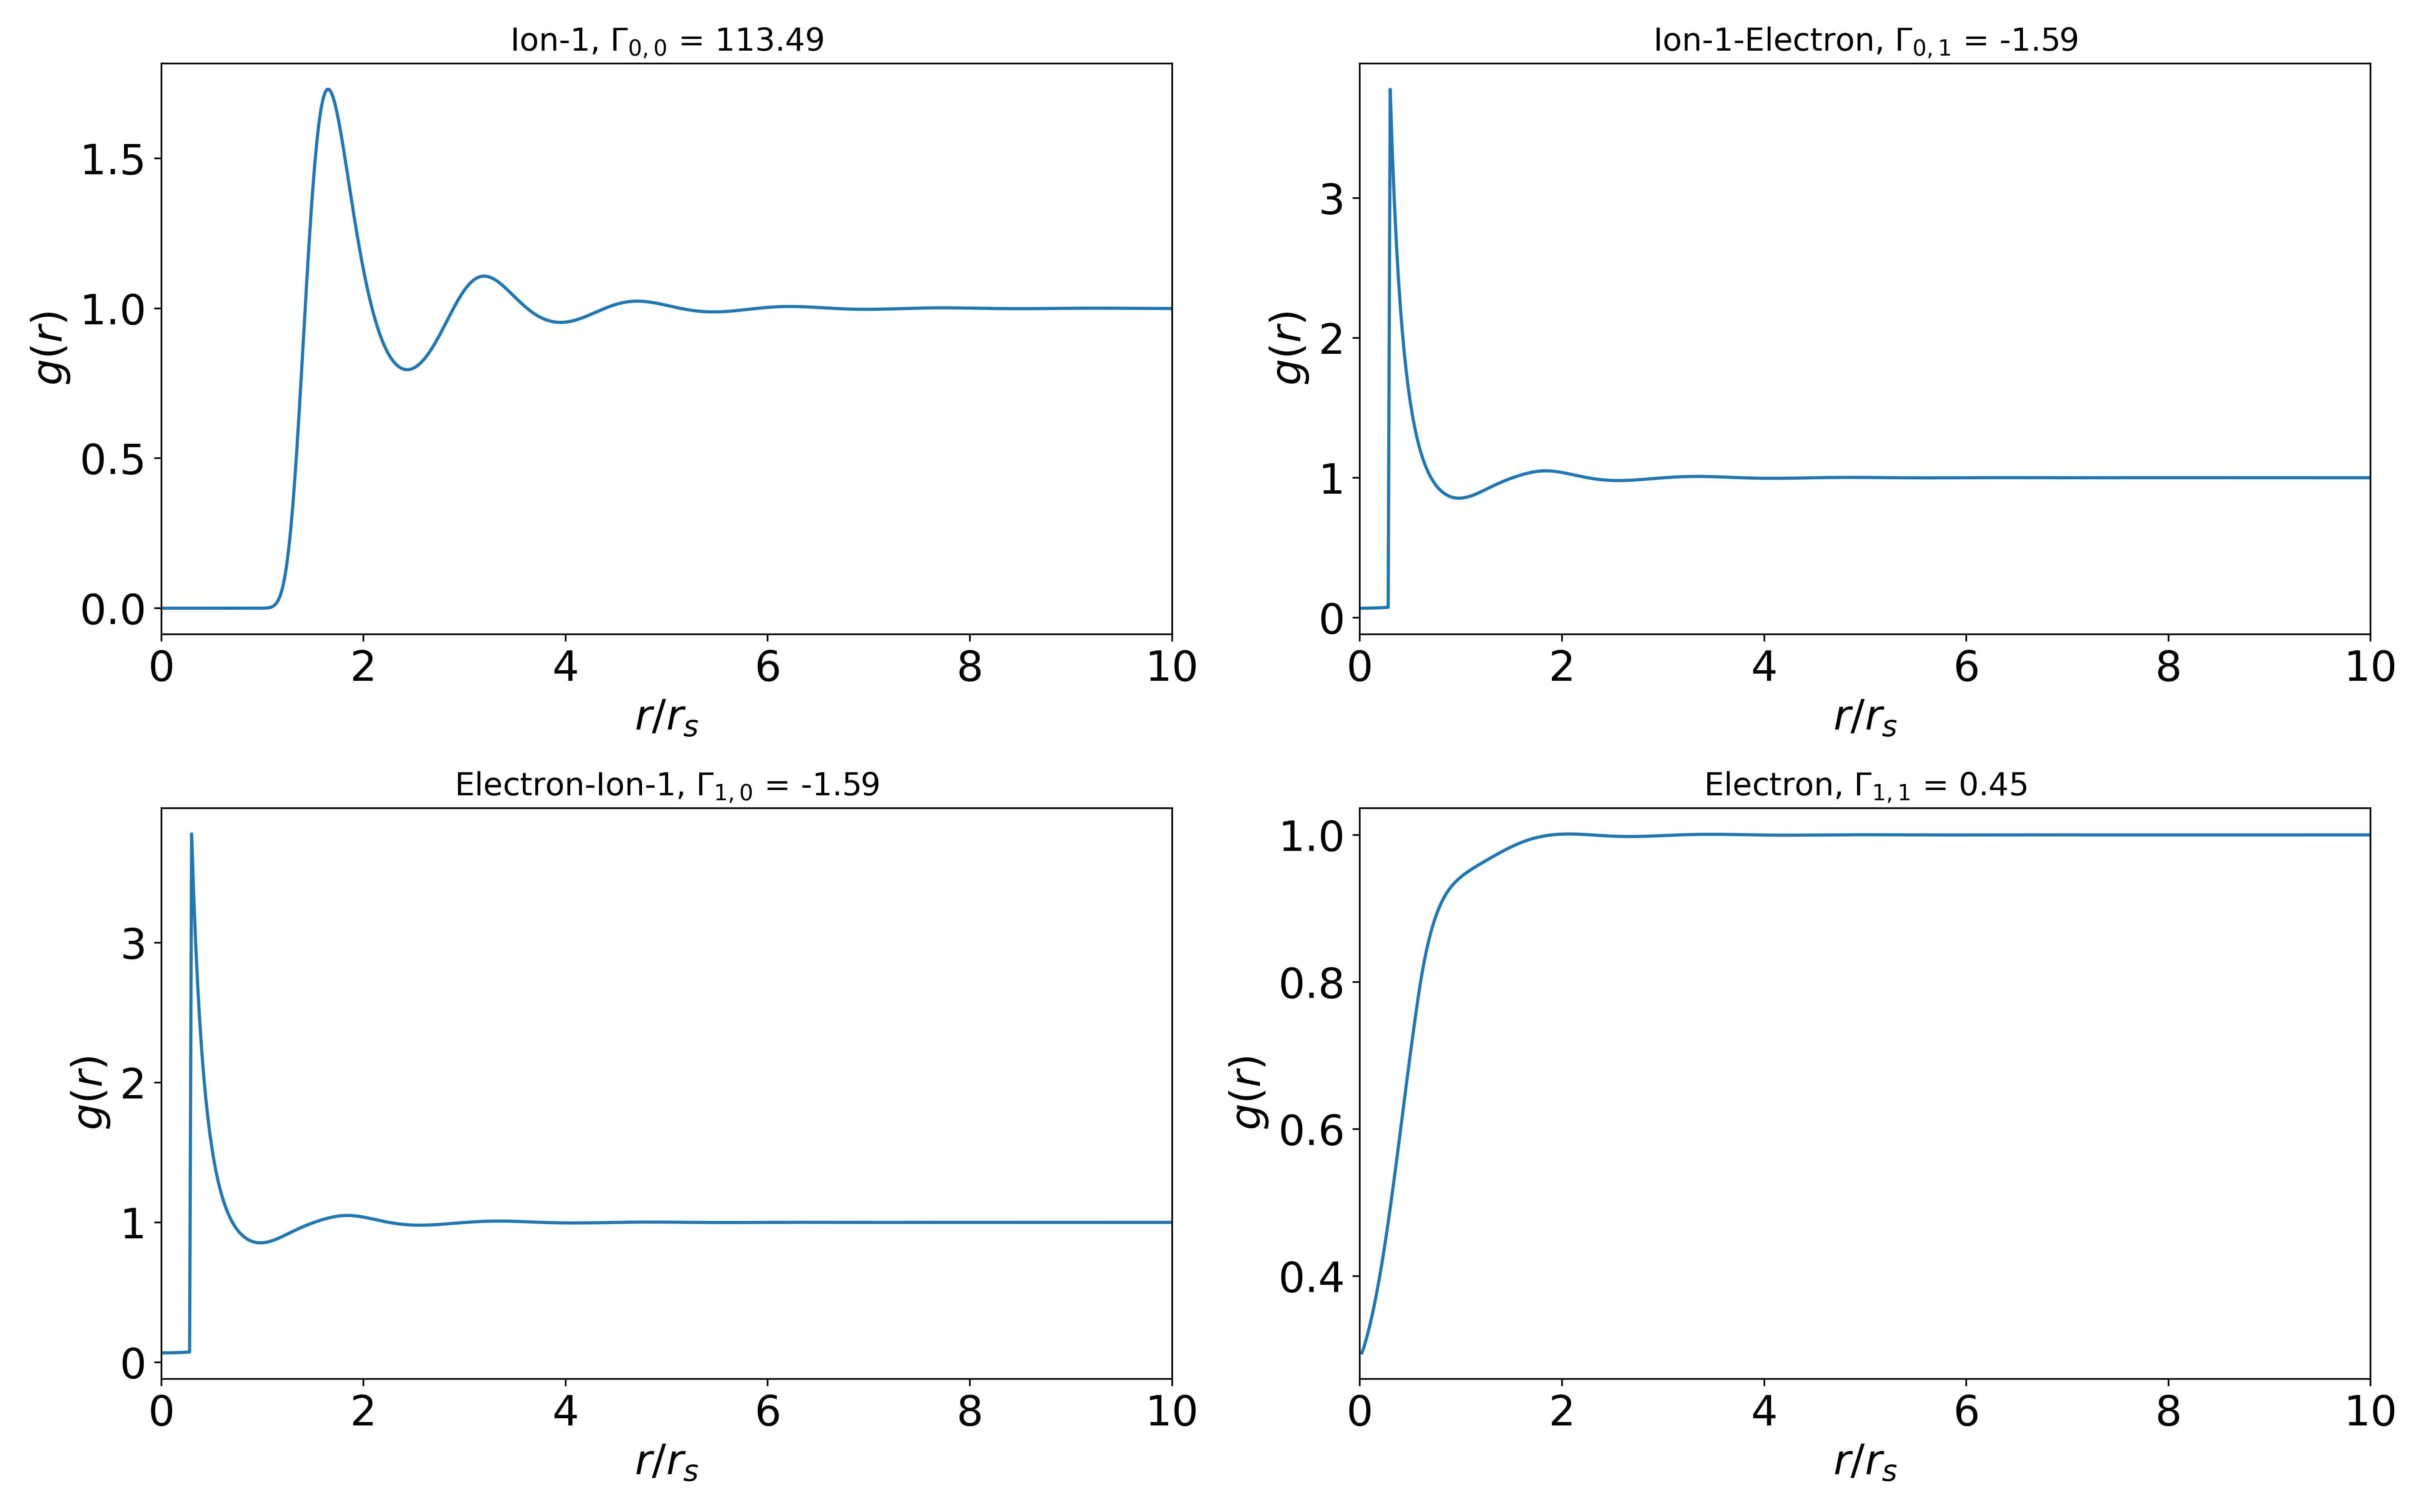 Ion-1, Γ₀,₀ = 113.49
g(r)
1.5
1.0
0.5
0.0
0 2 4 6 8 10
r/rₛ
Ion-1-Electron, Γ₀,₁ = -1.59
g(r)
3
2
1
0
0 2 4 6 8 10
r/rₛ
Electron-Ion-1, Γ₁,₀ = -1.59
g(r)
3
2
1
0
0 2 4 6 8 10
r/rₛ
Electron, Γ₁,₁ = 0.45
g(r)
1.0
0.8
0.6
0.4
0 2 4 6 8 10
r/rₛ